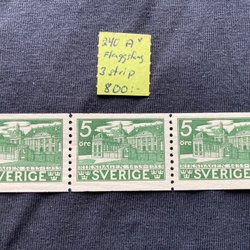 240 A*
Flaggstång
3 strip
800:-
5
ÖRE
RIKSDAGEN 1435-1935
SVERIGE
5
ÖRE
RIKSDAGEN 1435-1935
SVERIGE
5
ÖRE
RIKSDAGEN 1435-1935
SVERIGE